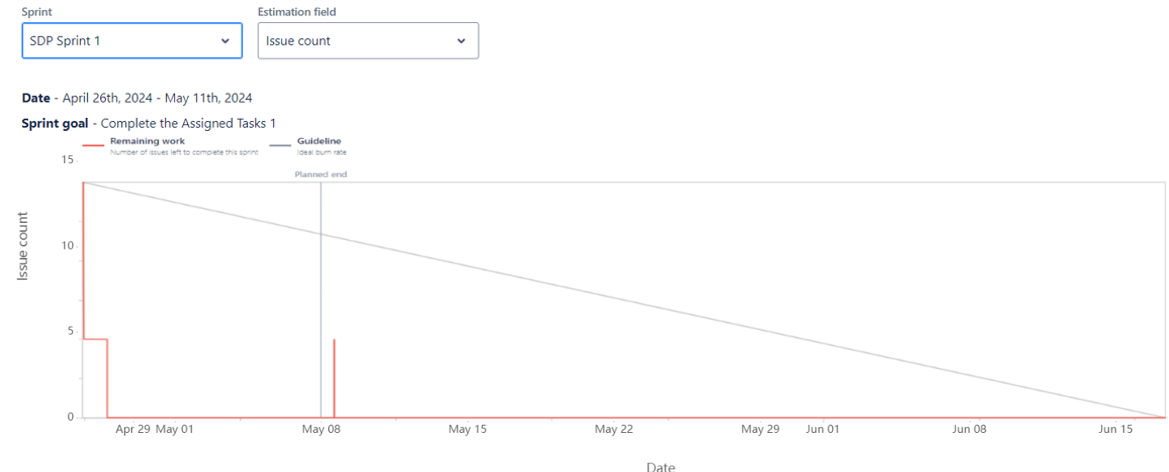 Sprint Estimation field
SDP Sprint 1 Issue count
Date - April 26th, 2024 - May 11th, 2024
Sprint goal - Complete the Assigned Tasks 1
Remaining work Guideline
Number of issues left to complete this sprint Ideal burn rate
15
Planned end
Issue count
10
5
0
Apr 29 May 01 May 08 May 15 May 22 May 29 Jun 01 Jun 08 Jun 15
Date